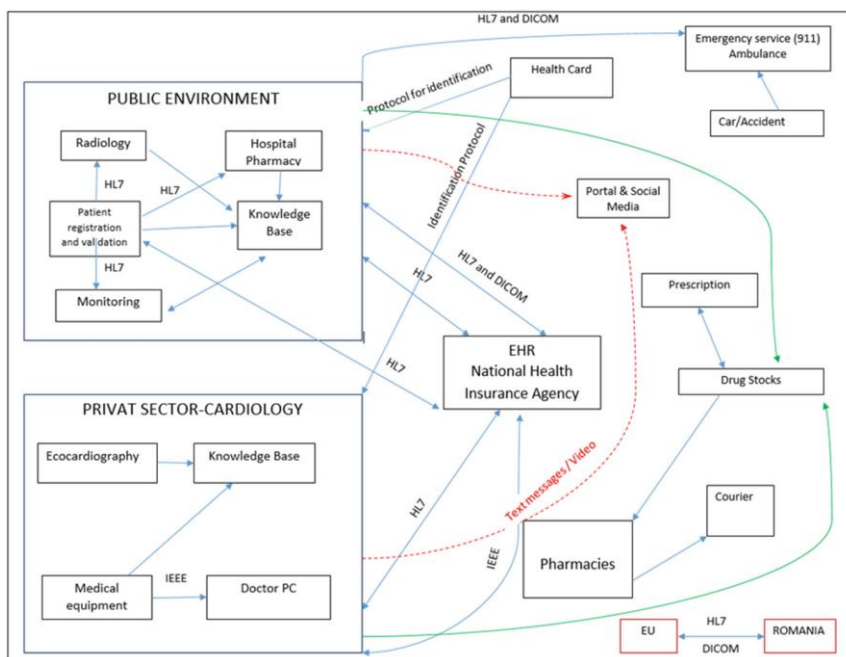 HL7 and DICOM
Emergency service (911)
Ambulance
Health Card
Protocol for identification
Car/Accident
PUBLIC ENVIRONMENT
Radiology
Hospital
Pharmacy
HL7
HL7
Patient
registration
and validation
Knowledge
Base
HL7
Monitoring
Identification Protocol
Portal & Social
Media
HL7 and DICOM
HL7
Prescription
HL7
EHR
National Health
Insurance Agency
Drug Stocks
PRIVAT SECTOR-CARDIOLOGY
Ecocardiography
Knowledge Base
HL7
Text messages/Video
Courier
IEEE
Medical
equipment
Doctor PC
IEEE
Pharmacies
EU
HL7
DICOM
ROMANIA